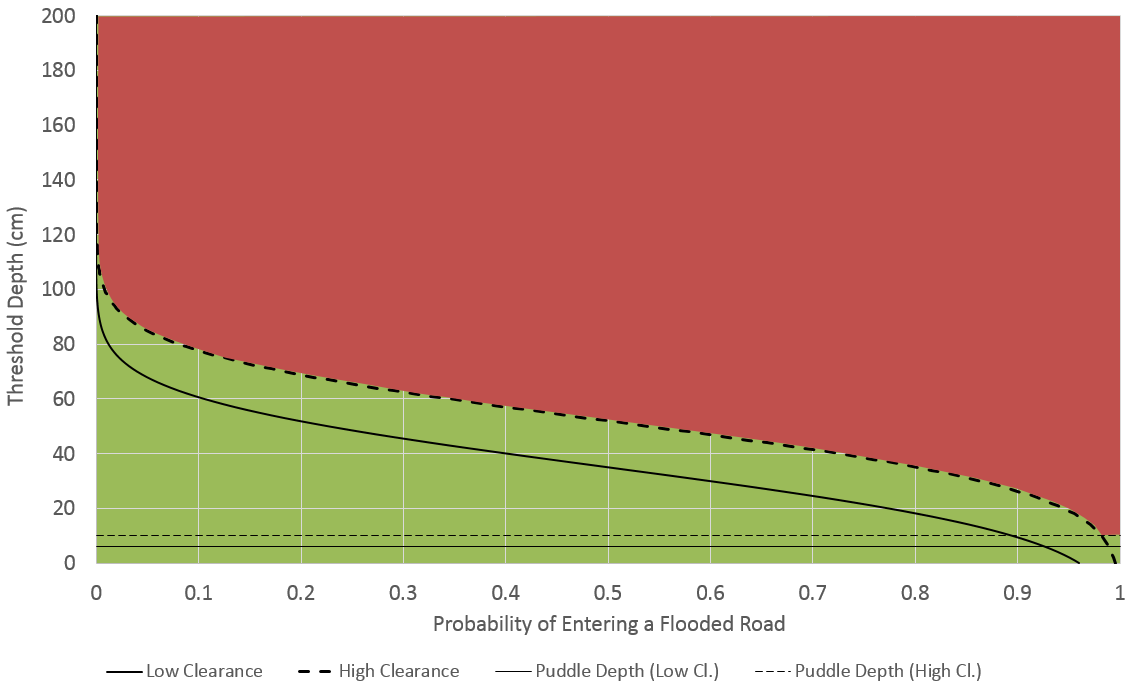 200
180
160
140
120
100
80
60
40
20
0
Threshold Depth (cm)
0 0.1 0.2 0.3 0.4 0.5 0.6 0.7 0.8 0.9 1
Probability of Entering a Flooded Road
Low Clearance High Clearance Puddle Depth (Low Cl.) Puddle Depth (High Cl.)